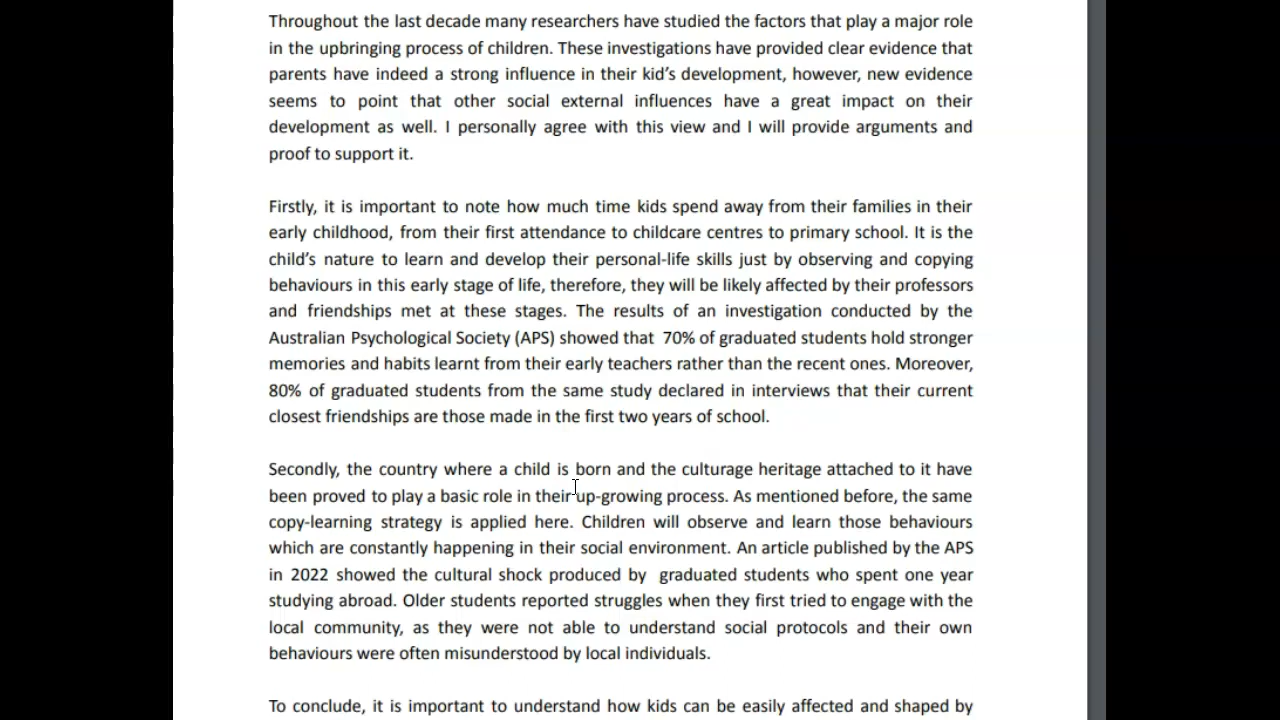 Throughout the last decade many researchers have studied the factors that play a major role
in the upbringing process of children. These investigations have provided clear evidence that
parents have indeed a strong influence in their kid’s development, however, new evidence
seems to point that other social external influences have a great impact on their
development as well. I personally agree with this view and I will provide arguments and
proof to support it.
Firstly, it is important to note how much time kids spend away from their families in their
early childhood, from their first attendance to childcare centres to primary school. It is the
child’s nature to learn and develop their personal-life skills just by observing and copying
behaviours in this early stage of life, therefore, they will be likely affected by their professors
and friendships met at these stages. The results of an investigation conducted by the
Australian Psychological Society (APS) showed that  70% of graduated students hold stronger
memories and habits learnt from their early teachers rather than the recent ones. Moreover,
80% of graduated students from the same study declared in interviews that their current
closest friendships are those made in the first two years of school.
Secondly, the country where a child is born and the culturage heritage attached to it have
been proved to play a basic role in their up-growing process. As mentioned before, the same
copy-learning strategy is applied here. Children will observe and learn those behaviours
which are constantly happening in their social environment. An article published by the APS
in 2022 showed the cultural shock produced by  graduated students who spent one year
studying abroad. Older students reported struggles when they first tried to engage with the
local community, as they were not able to understand social protocols and their own
behaviours were often misunderstood by local individuals.
To conclude, it is important to understand how kids can be easily affected and shaped by